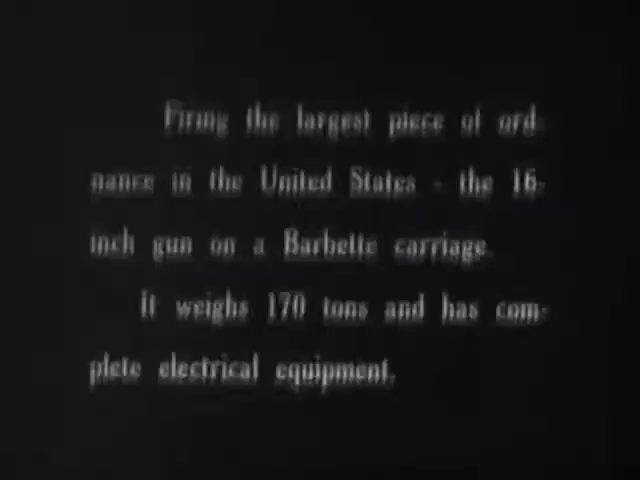 Firing the largest piece of ord-
nance in the United States - the 16-
inch gun on a Barbette carriage.
It weighs 170 tons and has com-
plete electrical equipment.